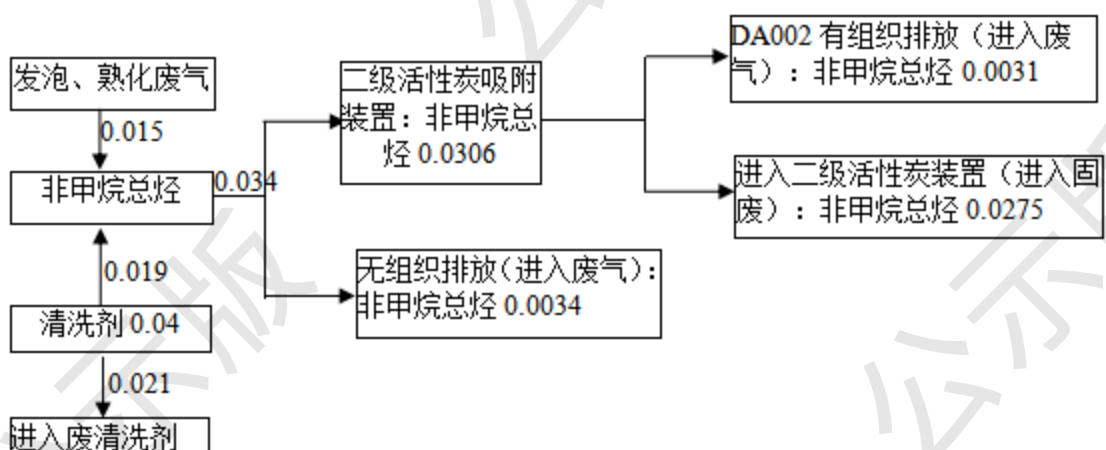 发泡、熟化废气
0.015
非甲烷总烃
0.034
0.019
清洗剂 0.04
0.021
进入废清洗剂
二级活性炭吸附
装置：非甲烷总
烃 0.0306
无组织排放（进入废气）：
非甲烷总烃 0.0034
DA002 有组织排放（进入废
气）：非甲烷总烃 0.0031
进入二级活性炭装置（进入固
废）：非甲烷总烃 0.0275
示版
公示